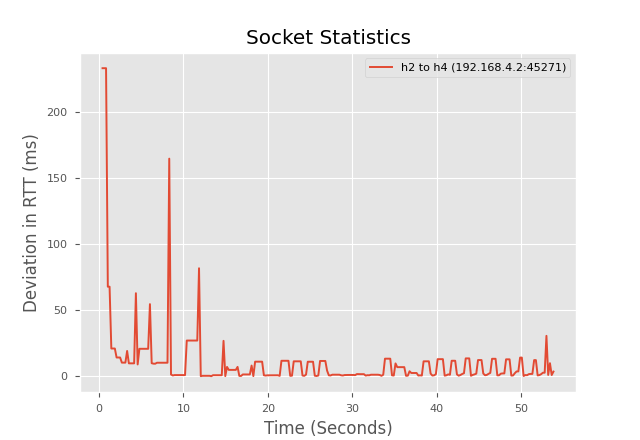 Socket Statistics
h2 to h4 (192.168.4.2:45271)
Deviation in RTT (ms)
200
150
100
50
0
0 10 20 30 40 50
Time (Seconds)